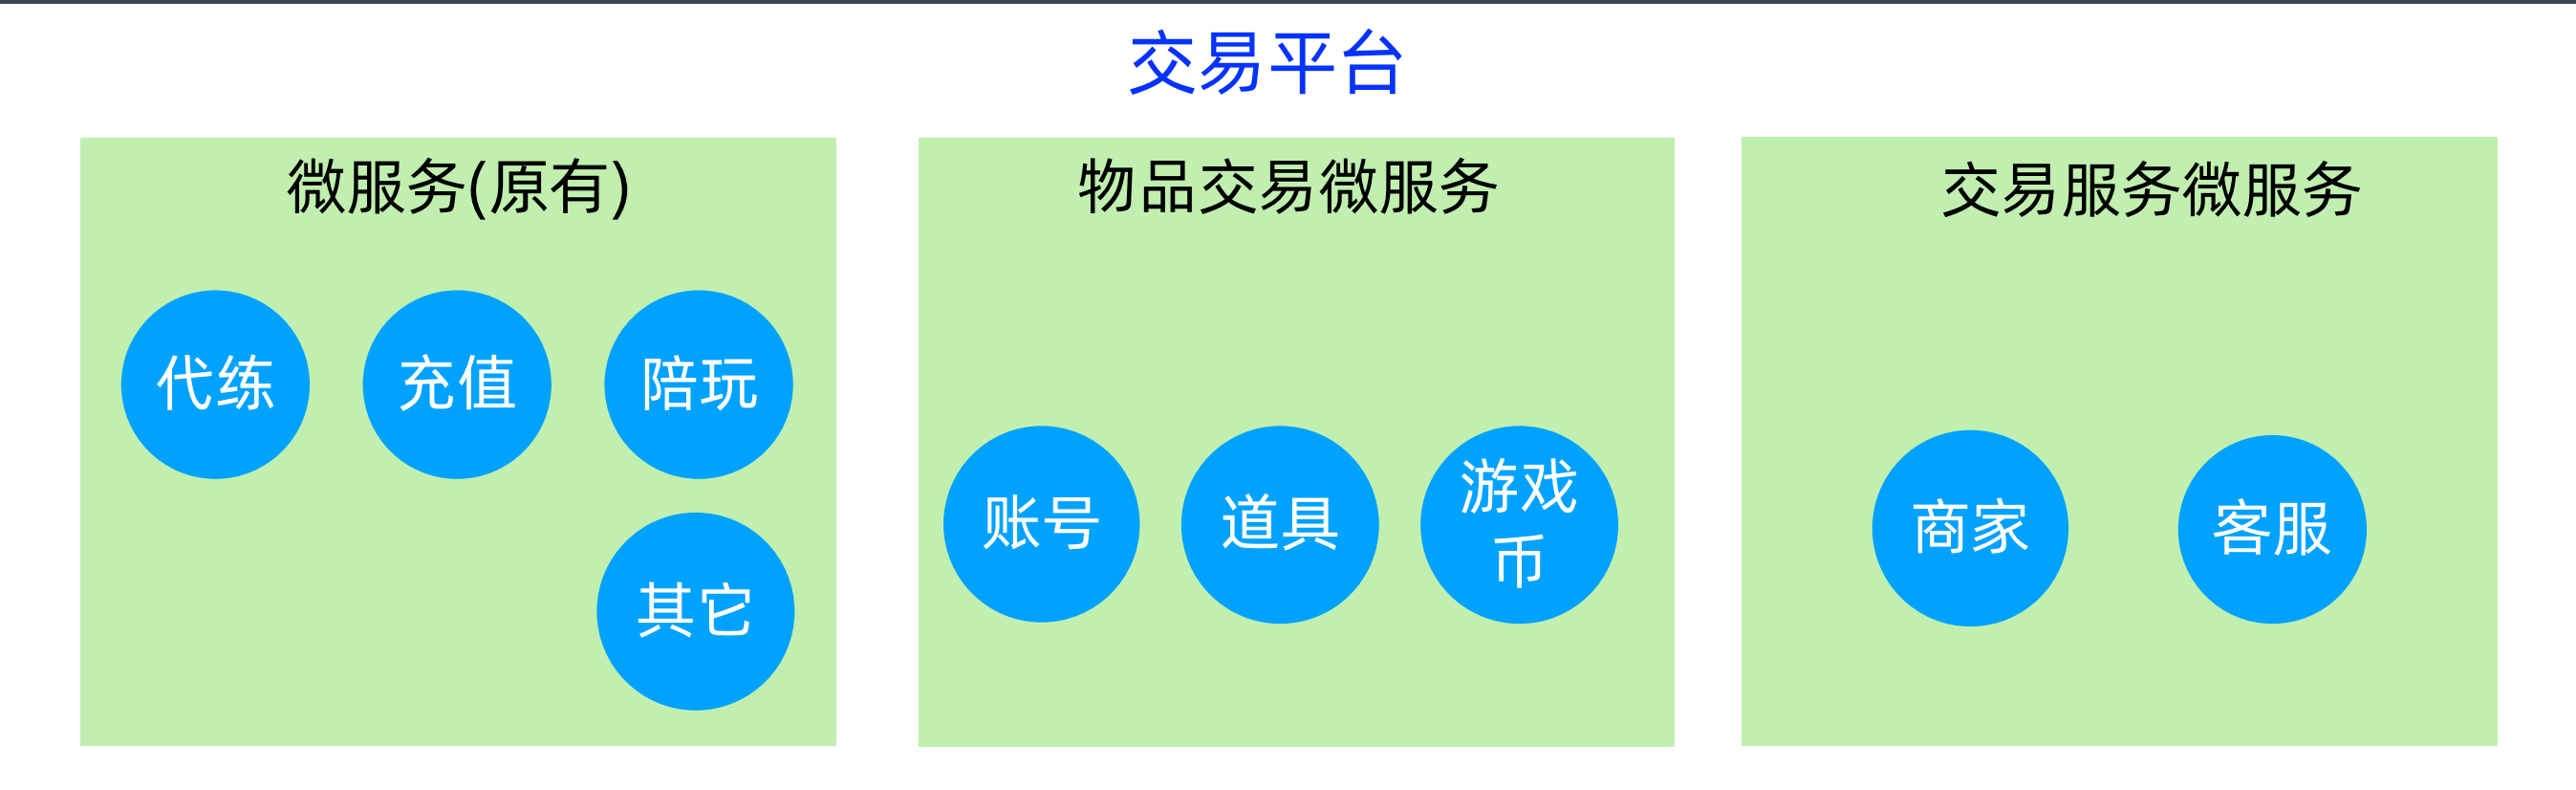 交易平台
微服务(原有)
代练
充值
陪玩
其它
物品交易微服务
账号
道具
游戏
币
交易服务微服务
商家
客服